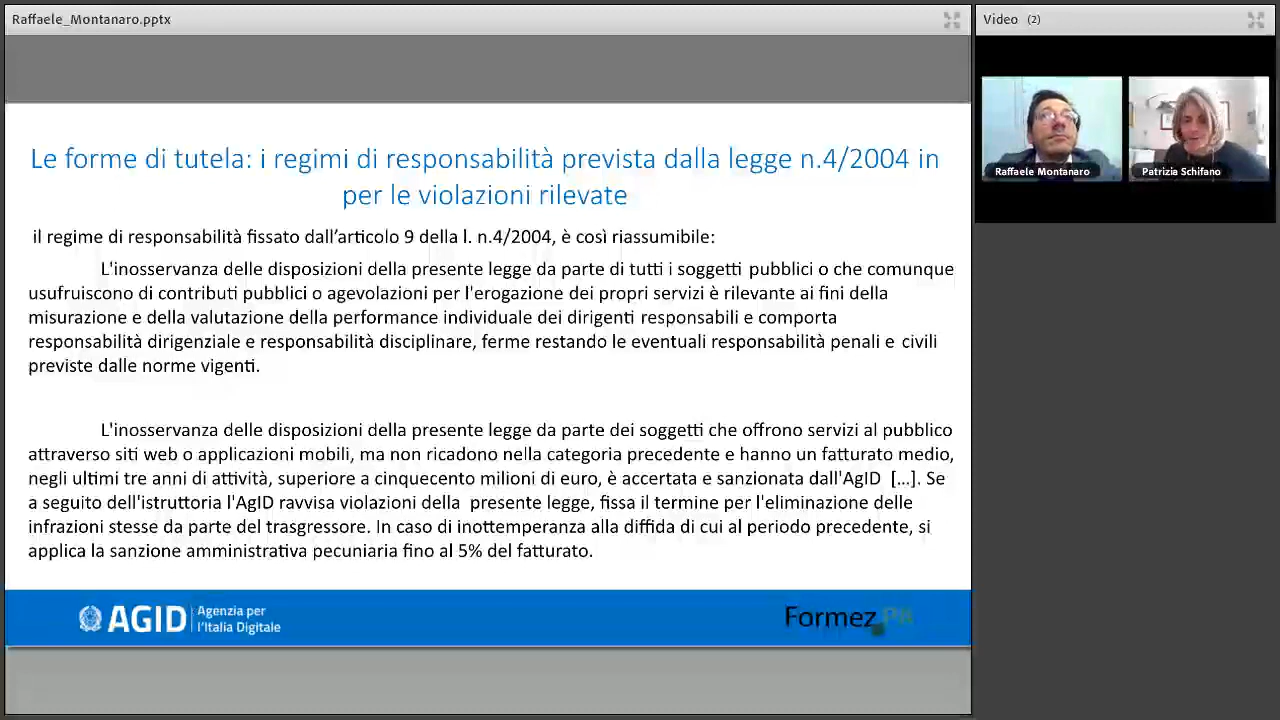 Raffaele_Montanaro.pptx
Video (2)
Raffaele Montanaro
Patrizia Schifano
Le forme di tutela: i regimi di responsabilità prevista dalla legge n.4/2004 in
per le violazioni rilevate
il regime di responsabilità fissato dall’articolo 9 della l. n.4/2004, è così riassumibile:
L'inosservanza delle disposizioni della presente legge da parte di tutti i soggetti pubblici o che comunque
usufruiscono di contributi pubblici o agevolazioni per l'erogazione dei propri servizi è rilevante ai fini della
misurazione e della valutazione della performance individuale dei dirigenti responsabili e comporta
responsabilità dirigenziale e responsabilità disciplinare, ferme restando le eventuali responsabilità penali e civili
previste dalle norme vigenti.
L'inosservanza delle disposizioni della presente legge da parte dei soggetti che offrono servizi al pubblico
attraverso siti web o applicazioni mobili, ma non ricadono nella categoria precedente e hanno un fatturato medio,
negli ultimi tre anni di attività, superiore a cinquecento milioni di euro, è accertata e sanzionata dall'AgID [...]. Se
a seguito dell'istruttoria l'AgID ravvisa violazioni della presente legge, fissa il termine per l'eliminazione delle
infrazioni stesse da parte del trasgressore. In caso di inottemperanza alla diffida di cui al periodo precedente, si
applica la sanzione amministrativa pecuniaria fino al 5% del fatturato.
AGID
Agenzia per
l'Italia Digitale
Formez PA